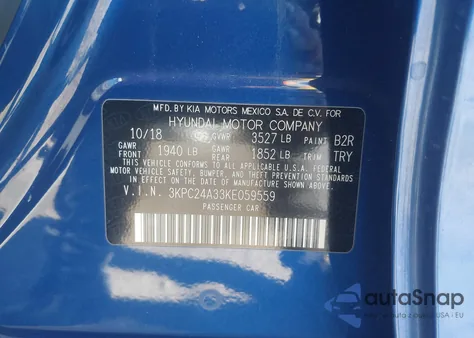 MFD. BY KIA MOTORS MEXICO S.A. DE C.V. FOR
HYUNDAI MOTOR COMPANY
10/18 GVWR 3527 LB PAINT B2R
GAWR FRONT 1940 LB GAWR REAR 1852 LB TRIM TRY
THIS VEHICLE CONFORMS TO ALL APPLICABLE
FEDERAL MOTOR VEHICLE SAFETY, BUMPER, AND
THEFT PREVENTION STANDARDS IN EFFECT ON
THE DATE OF MANUFACTURE SHOWN ABOVE.
V.I.N. 3KPC24A33KE059559
PASSENGER CAR
autoSnap